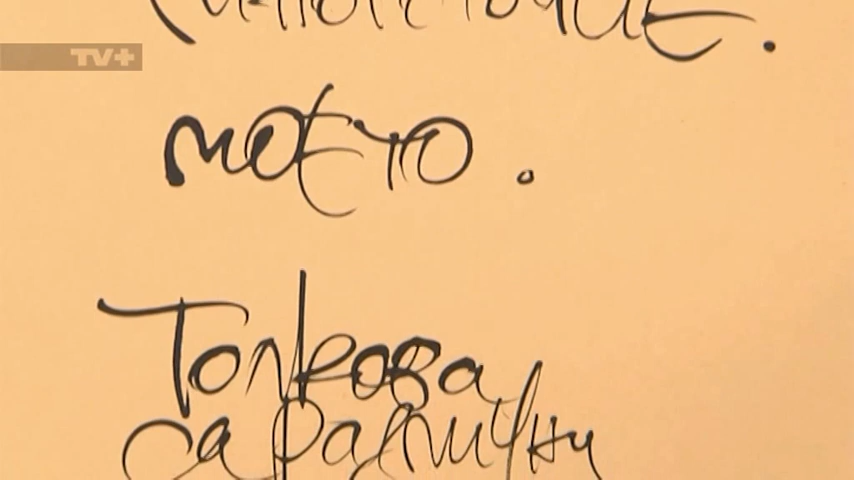 TV+
моето.
Толкова
са различни